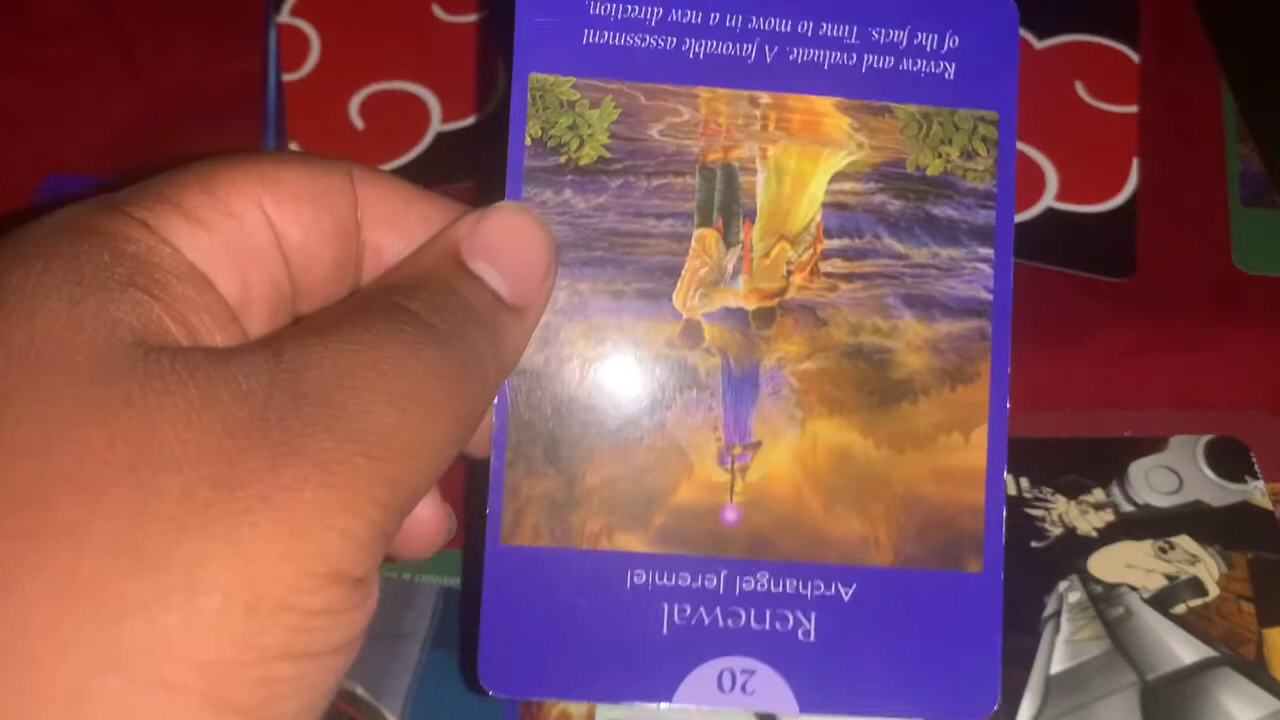 20
Renewal
Archangel Jeremiel
Review and evaluate. A favorable assessment
of the facts. Time to move in a new direction.